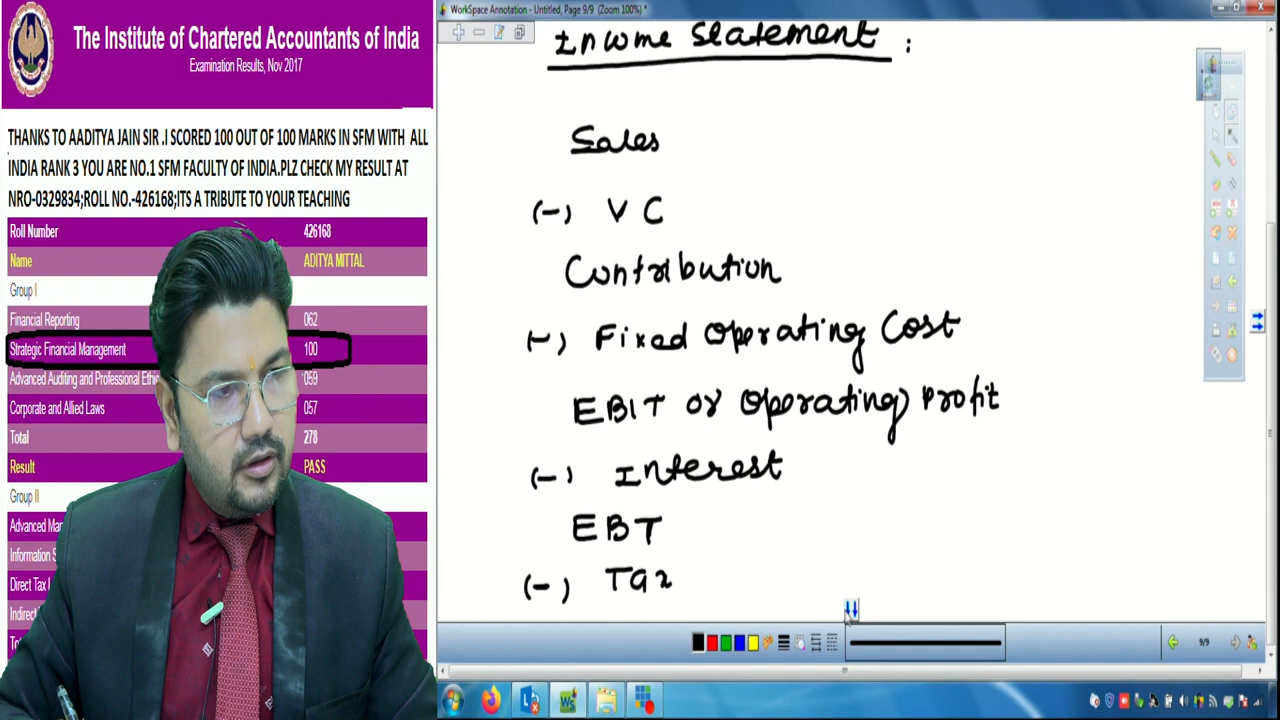 The Institute of Chartered Accountants of India
Examination Results, Nov 2017
THANKS TO AADITYA JAIN SIR .I SCORED 100 OUT OF 100 MARKS IN SFM WITH ALL
INDIA RANK 3 YOU ARE NO.1 SFM FACULTY OF INDIA.PLZ CHECK MY RESULT AT
NRO-0329834;ROLL NO.-426168;ITS A TRIBUTE TO YOUR TEACHING
Roll Number 426168
Name ADITYA MITTAL
Group I
Financial Reporting 062
Strategic Financial Management 100
Advanced Auditing and Professional 059
Corporate and Allied Laws 057
Total 278
Result PASS
Group II
Advanced
Information
Direct
WorkSpace Annotation - Untitled, Page 9/9 (Zoom 100%) *
Income Statement :
Sales
(-) VC
Contribution
(-) Fixed Operating Cost
EBIT or Operating Profit
(-) Interest
EBT
(-) Tax
9/9